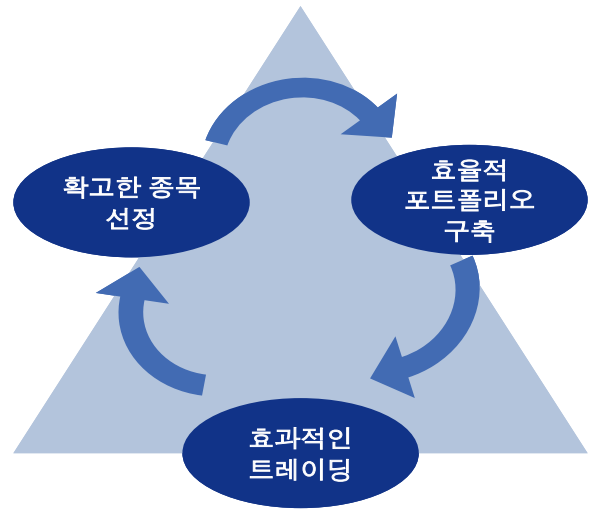 확고한 종목
선정
효율적
포트폴리오
구축
효과적인
트레이딩